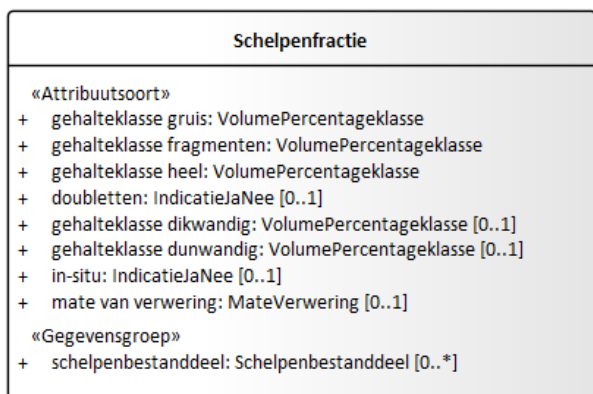 Schelpenfractie
«Attribuutsoort»
+ gehalteklasse gruis: VolumePercentageklasse
+ gehalteklasse fragmenten: VolumePercentageklasse
+ gehalteklasse heel: VolumePercentageklasse
+ doubletten: IndicatieJaNee [0..1]
+ gehalteklasse dikwandig: VolumePercentageklasse [0..1]
+ gehalteklasse dunwandig: VolumePercentageklasse [0..1]
+ in-situ: IndicatieJaNee [0..1]
+ mate van verwering: MateVerwering [0..1]
«Gegevensgroep»
+ schelpenbestanddeel: Schelpenbestanddeel [0..*]